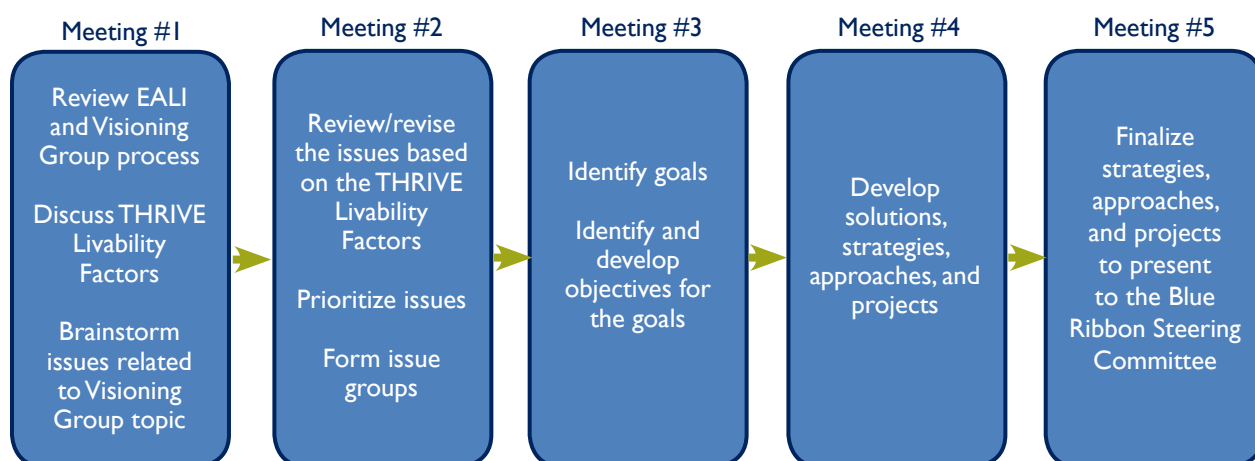 Meeting #1
Review EALI
and Visioning
Group process
Discuss THRIVE
Livability
Factors
Brainstorm
issues related
to Visioning
Group topic
Meeting #2
Review/revise
the issues based
on the THRIVE
Livability
Factors
Prioritize issues
Form issue
groups
Meeting #3
Identify goals
Identify and
develop
objectives for
the goals
Meeting #4
Develop
solutions,
strategies,
approaches, and
projects
Meeting #5
Finalize
strategies,
approaches,
and projects
to present
to the Blue
Ribbon Steering
Committee